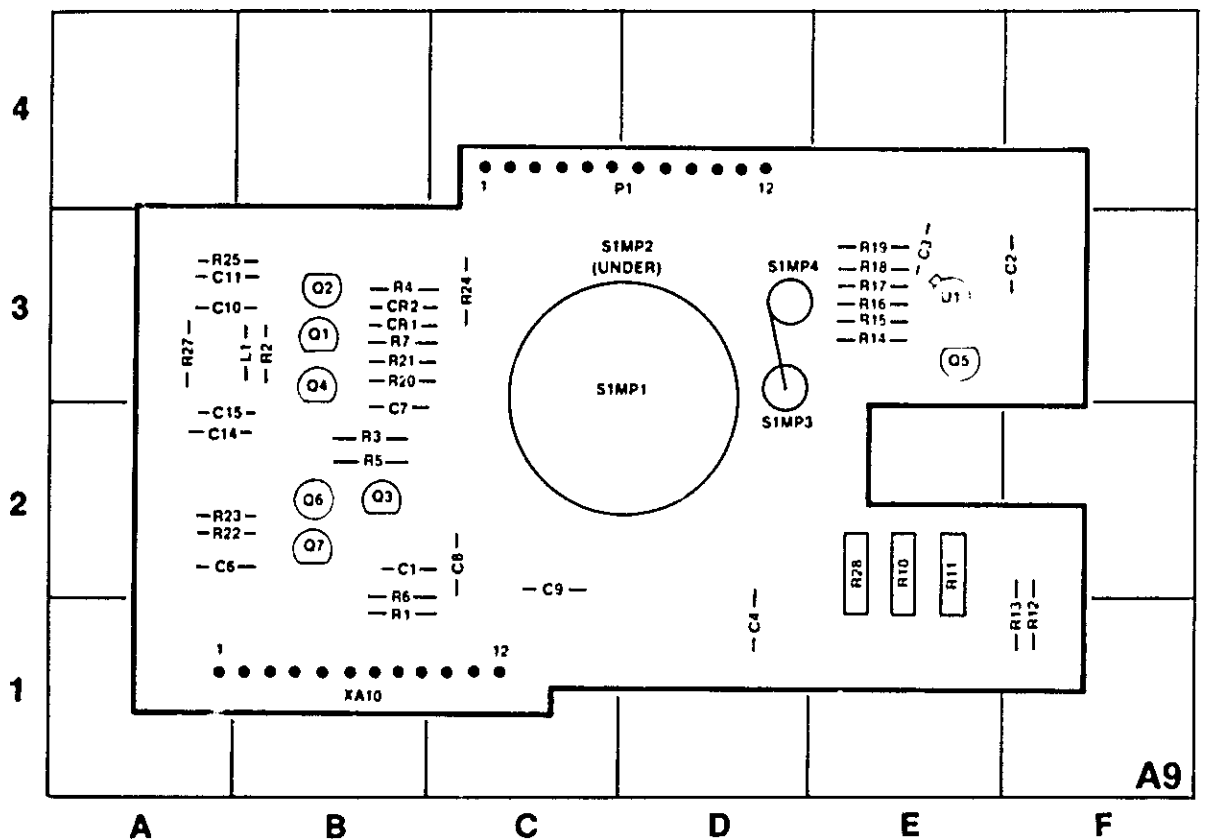 4
1 12
P1
S1MP2
(UNDER)
S1MP4
R25
C11
C10
Q2
Q1
Q4
R27
L1
R2
R4
CR2
CR1
R7
R21
R20
C7
R24
R19
R18
R17
R16
R15
R14
C3
U1
C2
Q5
3
S1MP1
S1MP3
C15
C14
R3
R5
Q6
Q3
Q7
2
R23
R22
C6
C1
R6
R1
C8
C9
C4
R28
R10
R11
R13
R12
1 12
XA10
1
A9
A B C D E F